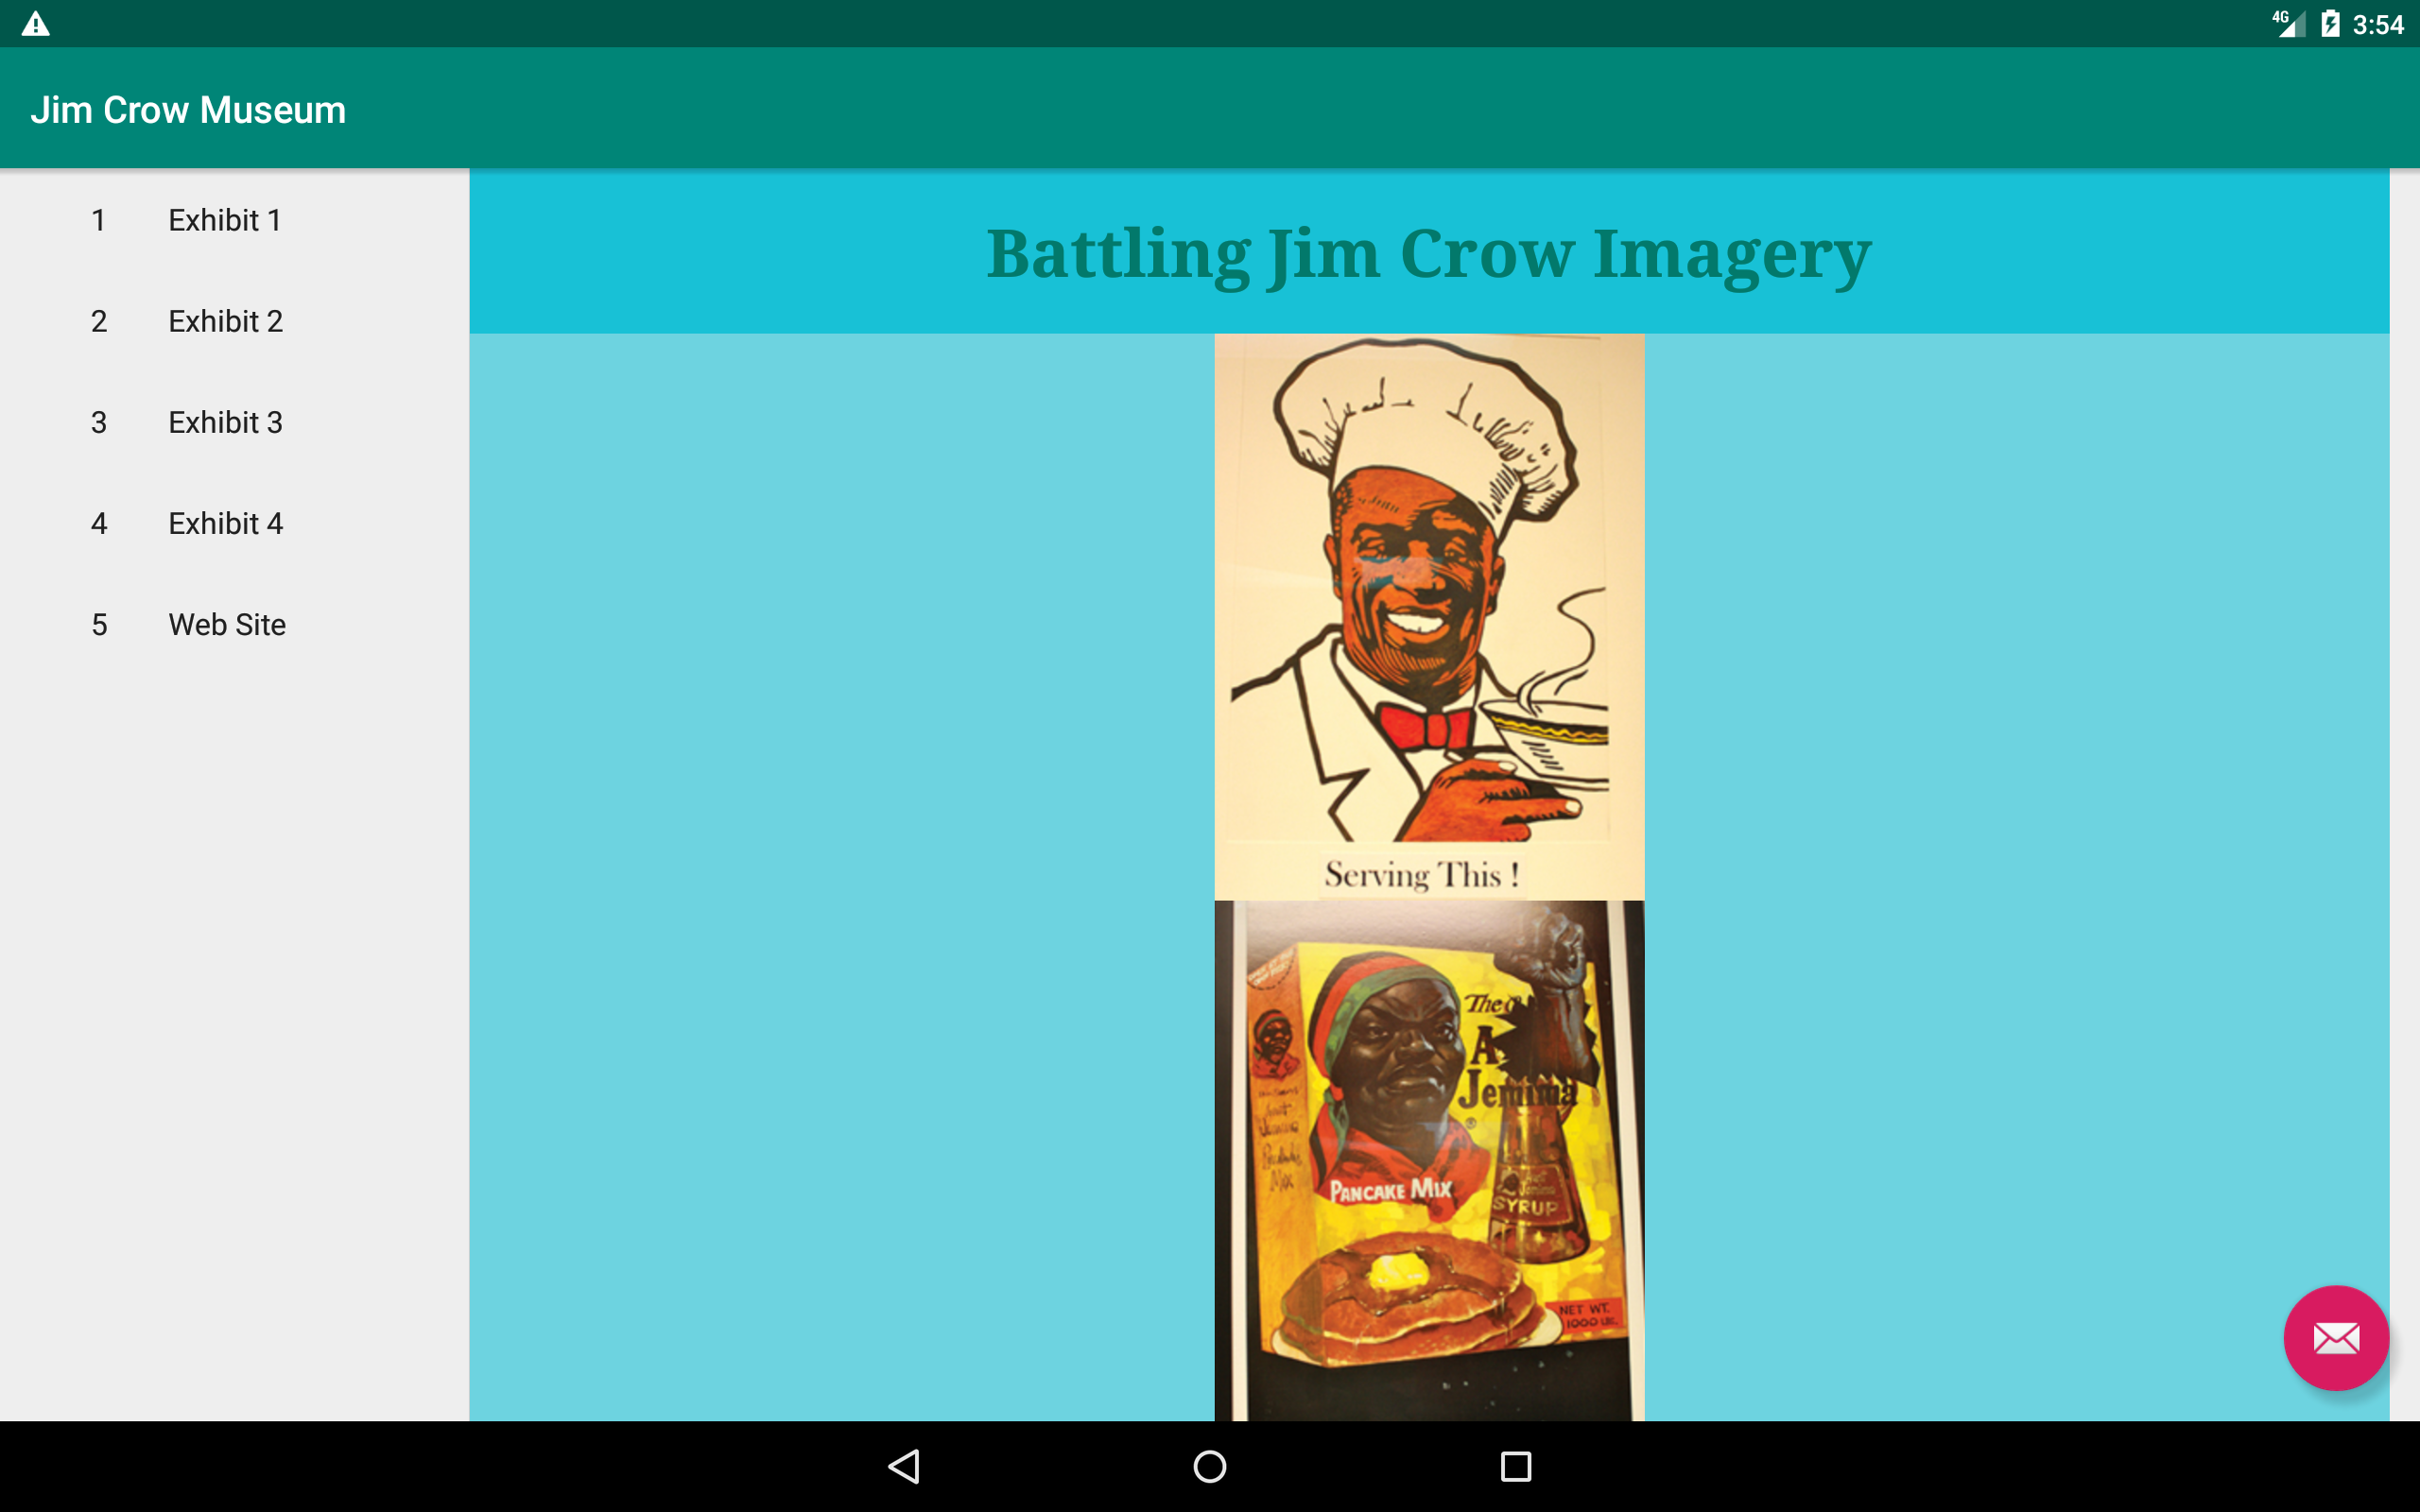 4G
3:54
Jim Crow Museum
1 Exhibit 1
2 Exhibit 2
3 Exhibit 3
4 Exhibit 4
5 Web Site
Battling Jim Crow Imagery
Serving This !
The
A
Jemima
®
PANCAKE MIX
SYRUP
NET WT.
1000 LBS.